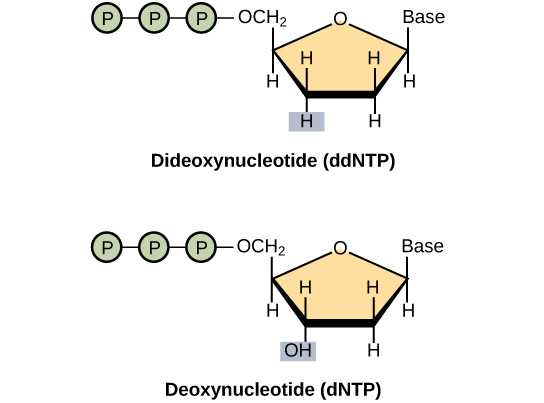 P P P OCH₂ O Base
H H H H
H H
Dideoxynucleotide (ddNTP)
P P P OCH₂ O Base
H H H H
OH H
Deoxynucleotide (dNTP)